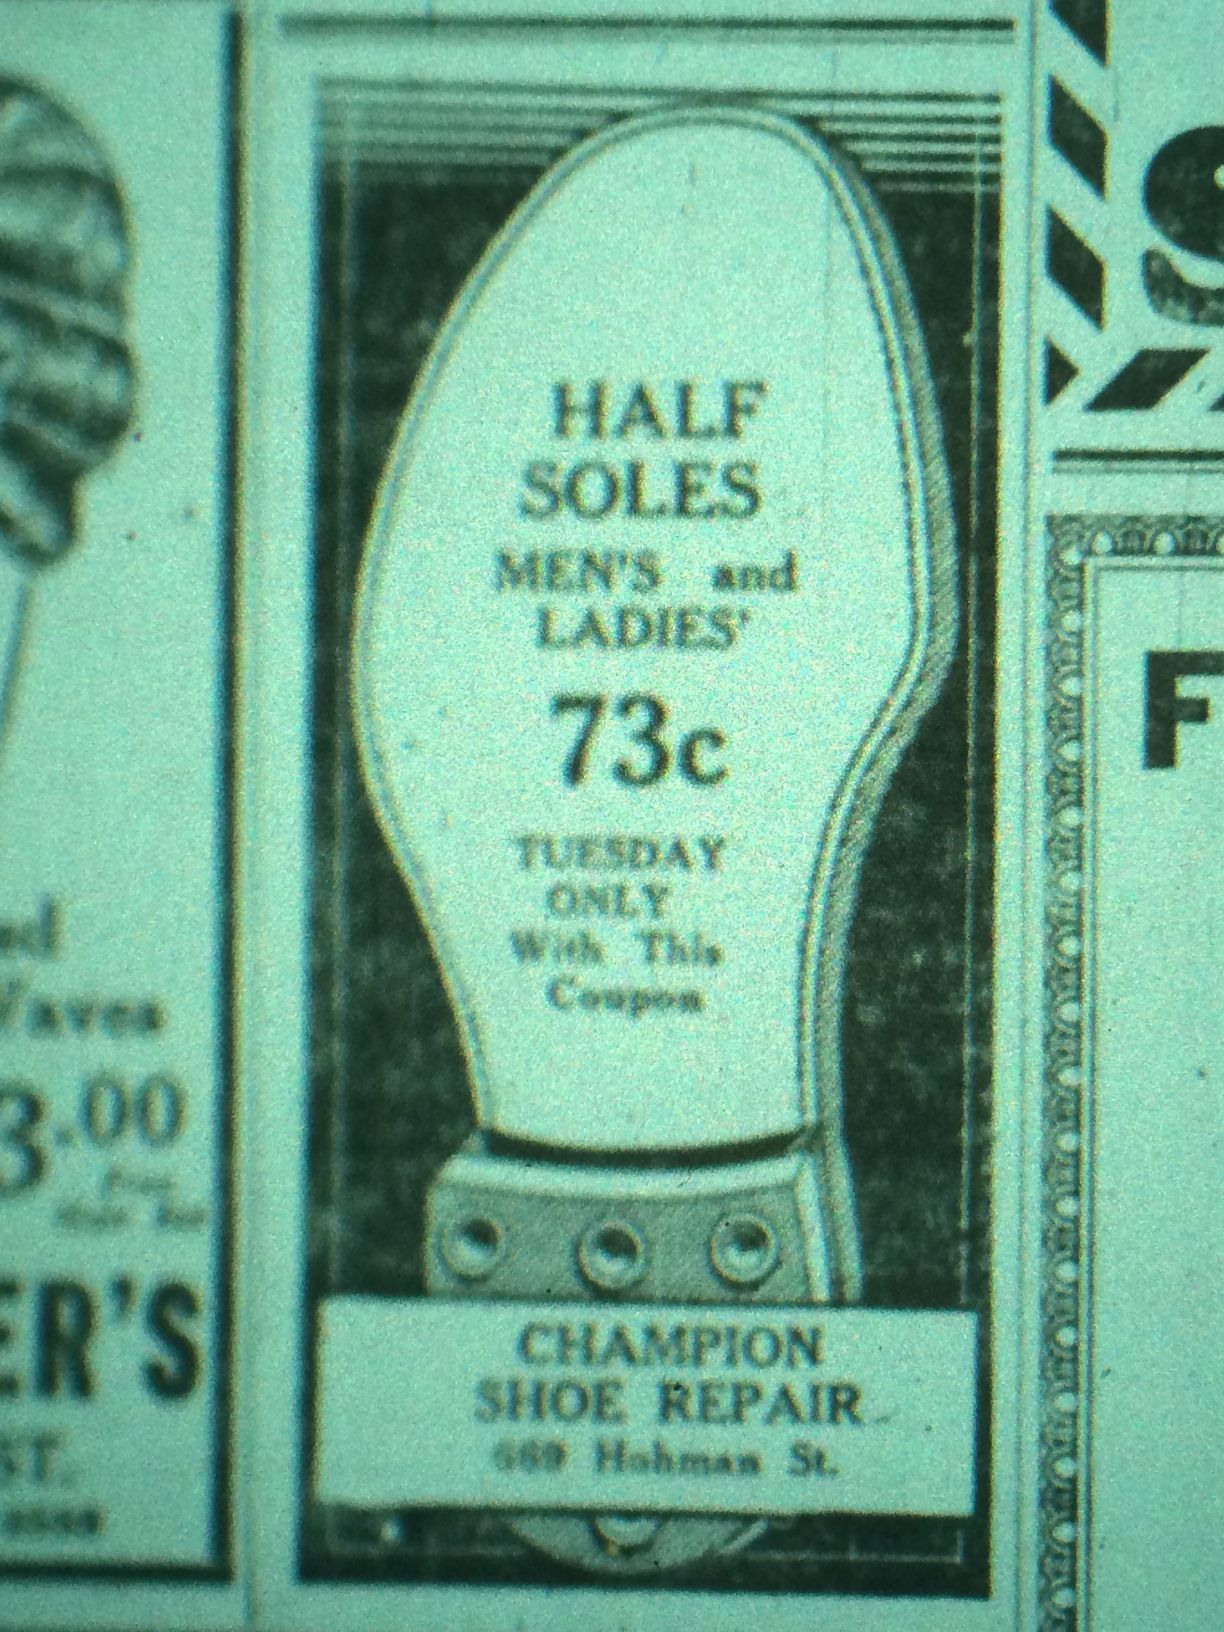 HALF
SOLES
MEN'S and
LADIES'
73c
TUESDAY
ONLY
With This
Coupon
CHAMPION
SHOE REPAIR
Hohman St.
3.00
ER'S
ST.
F